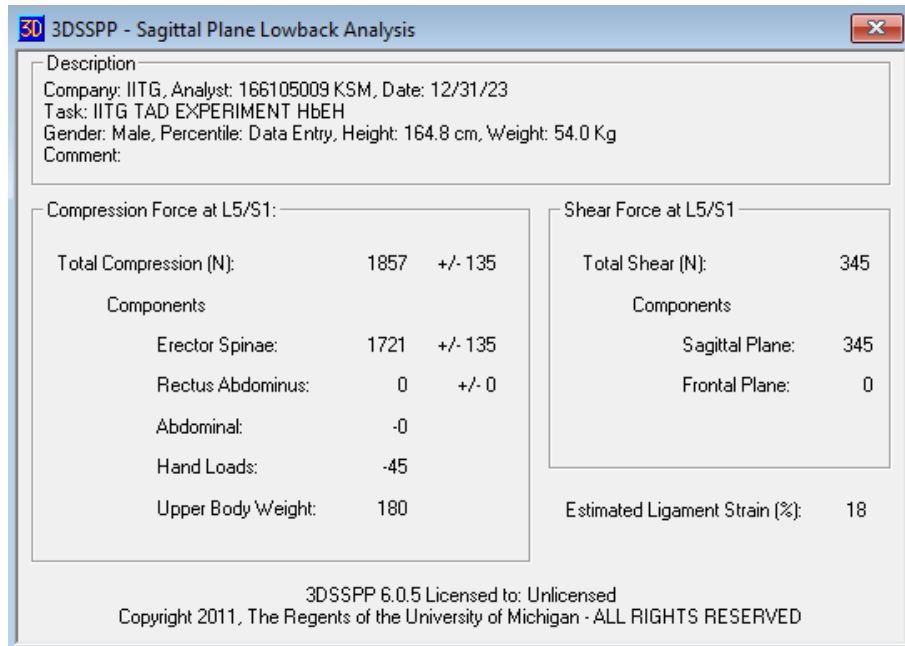 3D 3DSSPP - Sagittal Plane Lowback Analysis
Description
Company: IITG, Analyst: 166105009 KSM, Date: 12/31/23
Task: IITG TAD EXPERIMENT HbEH
Gender: Male, Percentile: Data Entry, Height: 164.8 cm, Weight: 54.0 Kg
Comment:
Compression Force at L5/S1:
Total Compression (N): 1857 +/- 135
Components
Erector Spinae: 1721 +/- 135
Rectus Abdominus: 0 +/- 0
Abdominal: -0
Hand Loads: -45
Upper Body Weight: 180
Shear Force at L5/S1
Total Shear (N): 345
Components
Sagittal Plane: 345
Frontal Plane: 0
Estimated Ligament Strain (%): 18
3DSSPP 6.0.5 Licensed to: Unlicensed
Copyright 2011, The Regents of the University of Michigan - ALL RIGHTS RESERVED